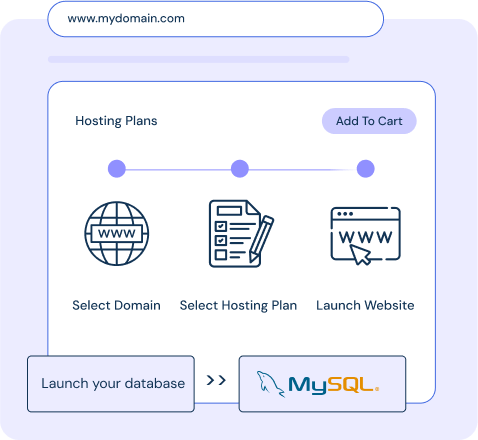 www.mydomain.com
Hosting Plans
Add To Cart
WWW
WWW
Select Domain
Select Hosting Plan
Launch Website
Launch your database
>>
MySQL